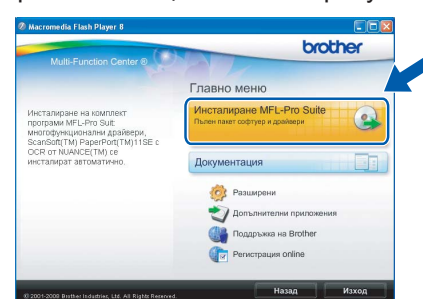 Macromedia Flash Player 8
brother
Multi-Function Center ®
Главно меню
Инсталиране MFL-Pro Suite
Пълен пакет софтуер и драйвери
Инсталиране на комплект
програми MFL-Pro Suit:
многофункционални драйвери,
ScanSoft(TM) PaperPort(TM)11SE с
OCR от NUANCE(TM) се
инсталират автоматично.
Документация
Разширени
Допълнителни приложения
Поддръжка на Brother
Регистрация online
© 2001-2008 Brother Industries, Ltd. All Rights Reserved.
Назад
Изход